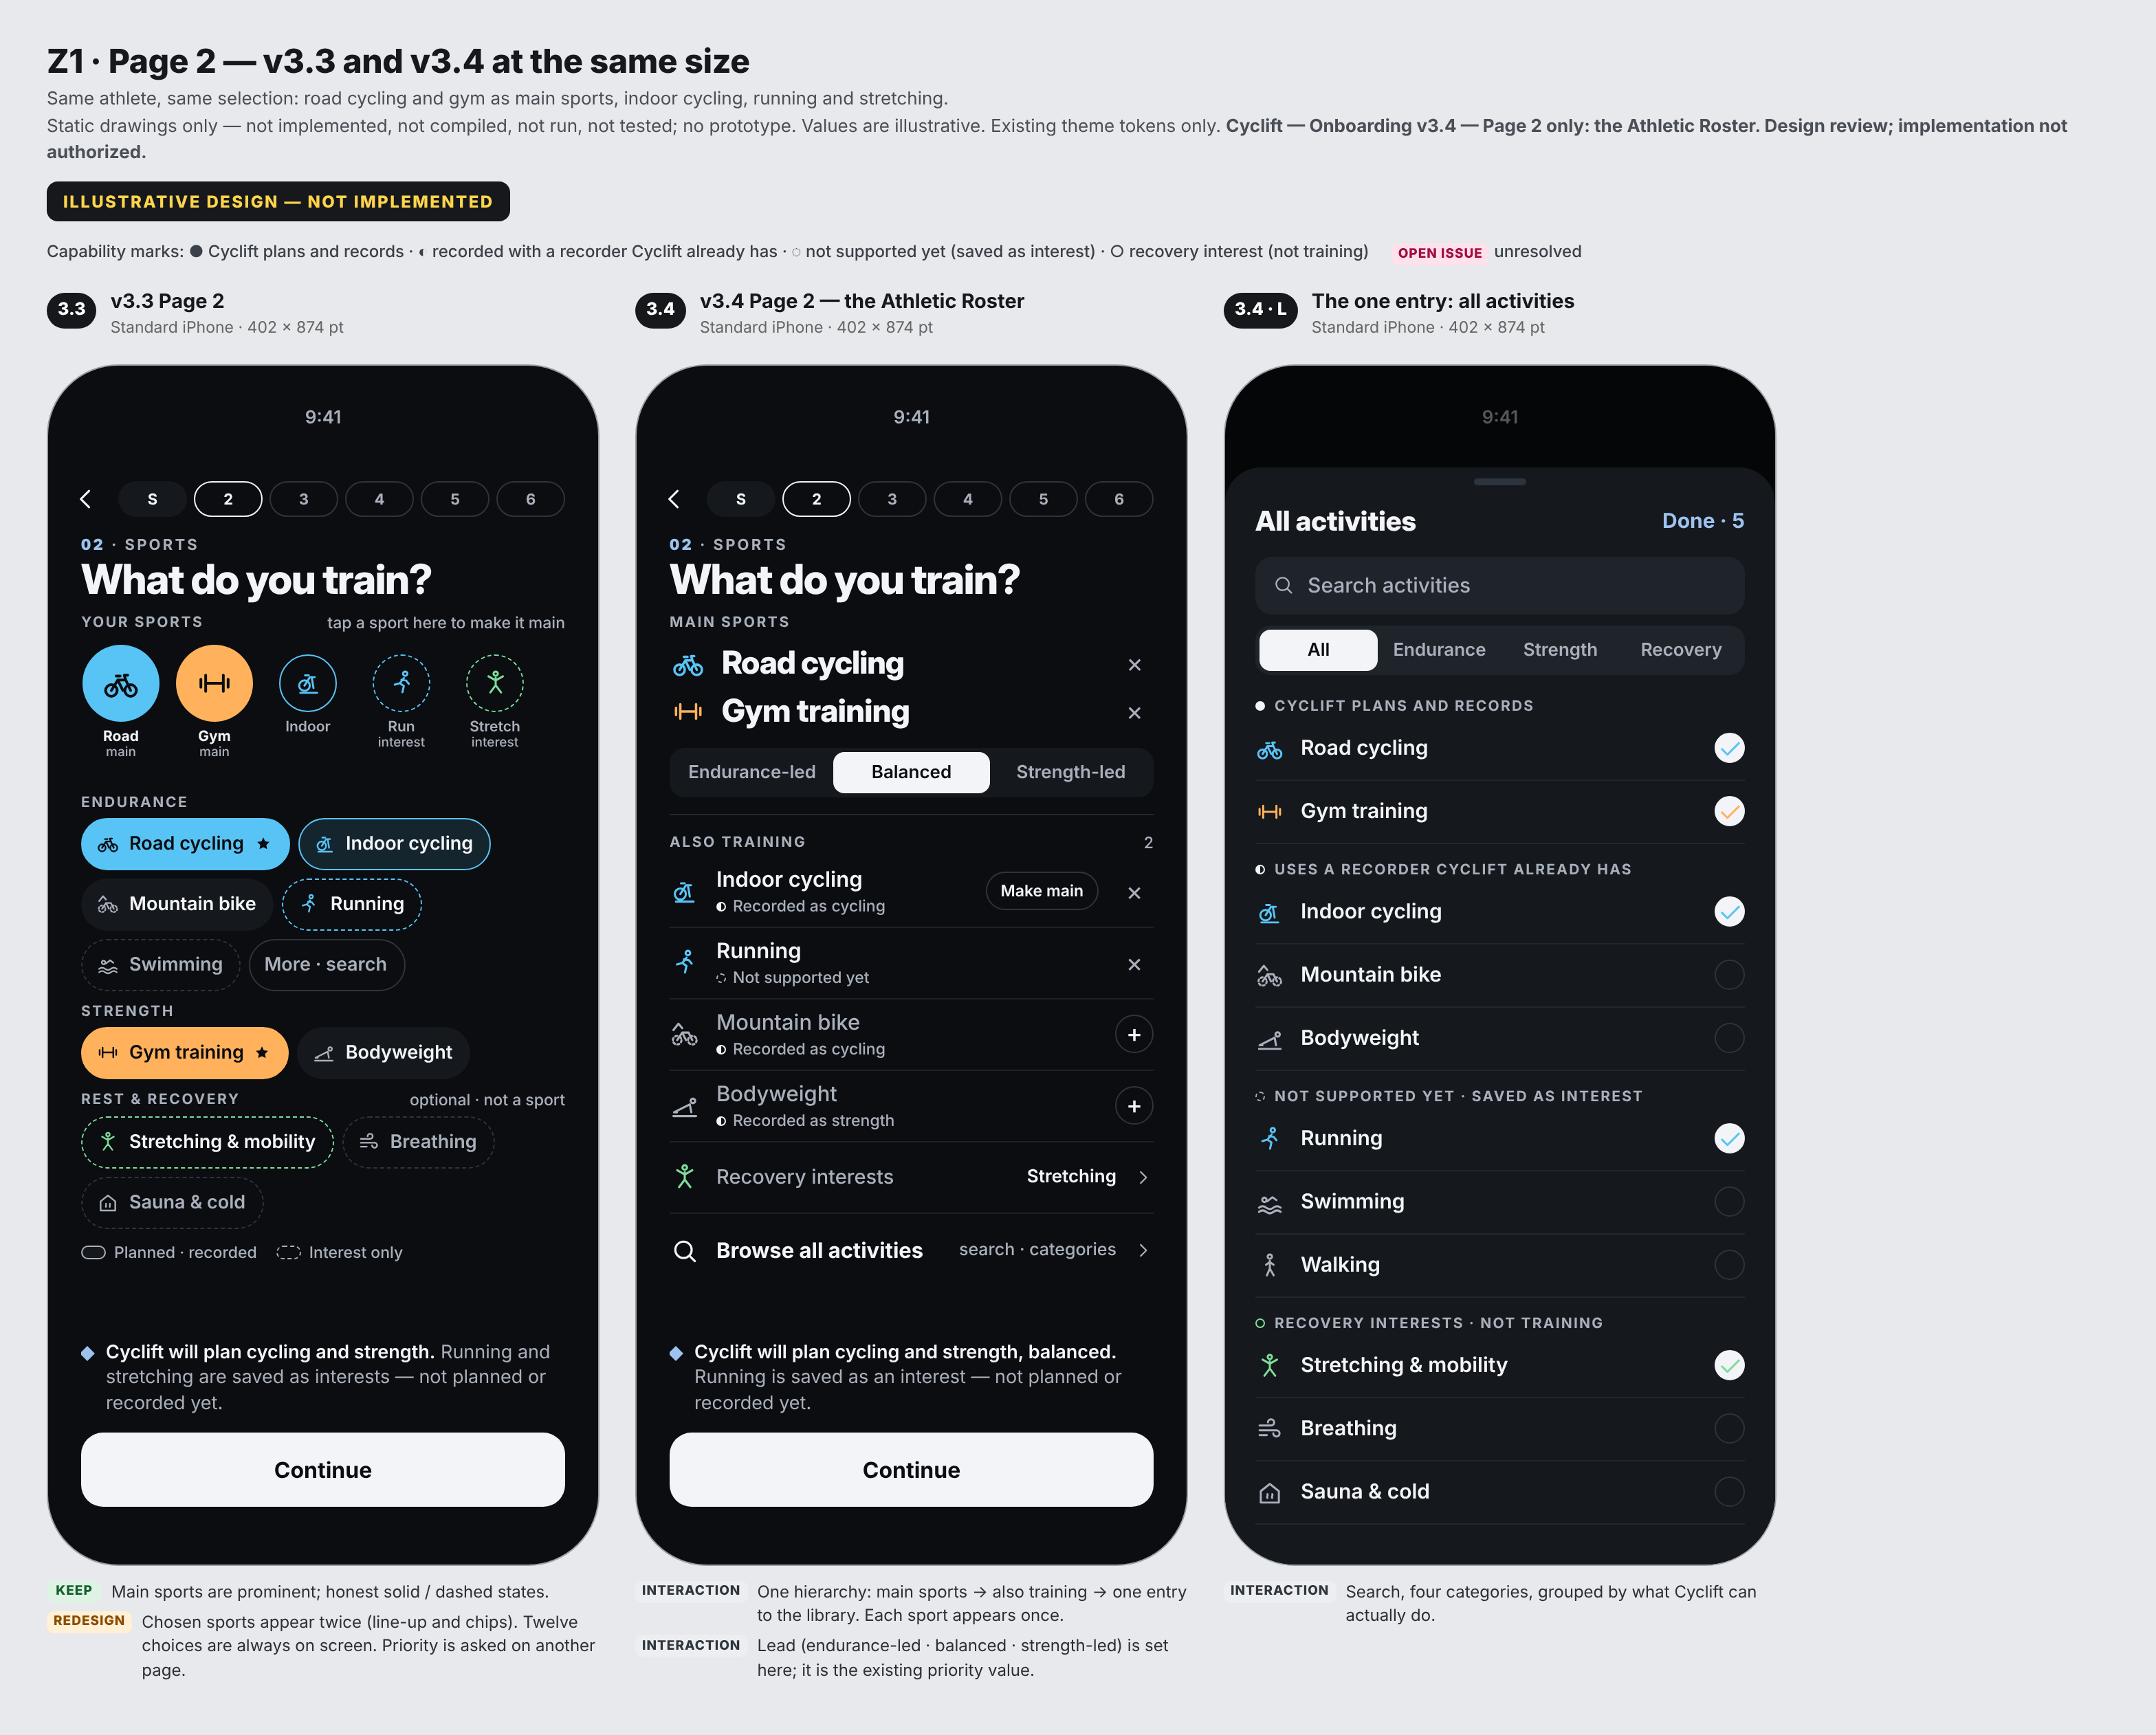 Z1 · Page 2 — v3.3 and v3.4 at the same size
Same athlete, same selection: road cycling and gym as main sports, indoor cycling, running and stretching.
Static drawings only — not implemented, not compiled, not run, not tested; no prototype. Values are illustrative. Existing theme tokens only. Cyclift — Onboarding v3.4 — Page 2 only: the Athletic Roster. Design review; implementation not
authorized.
ILLUSTRATIVE DESIGN — NOT IMPLEMENTED
Capability marks: ● Cyclift plans and records · ◐ recorded with a recorder Cyclift already has · ◌ not supported yet (saved as interest) · ○ recovery interest (not training) OPEN ISSUE unresolved
3.3 v3.3 Page 2
Standard iPhone · 402 × 874 pt
9:41
S 2 3 4 5 6
02 · SPORTS
What do you train?
YOUR SPORTS tap a sport here to make it main
Road Gym Indoor Run Stretch
main main interest interest
ENDURANCE
Road cycling ★ Indoor cycling
Mountain bike Running
Swimming More · search
STRENGTH
Gym training ★ Bodyweight
REST & RECOVERY optional · not a sport
Stretching & mobility Breathing
Sauna & cold
Planned · recorded Interest only
Cyclift will plan cycling and strength. Running and
stretching are saved as interests — not planned or
recorded yet.
Continue
KEEP Main sports are prominent; honest solid / dashed states.
REDESIGN Chosen sports appear twice (line-up and chips). Twelve
choices are always on screen. Priority is asked on another
page.
3.4 v3.4 Page 2 — the Athletic Roster
Standard iPhone · 402 × 874 pt
9:41
S 2 3 4 5 6
02 · SPORTS
What do you train?
MAIN SPORTS
Road cycling ×
Gym training ×
Endurance-led Balanced Strength-led
ALSO TRAINING 2
Indoor cycling Make main ×
Recorded as cycling
Running ×
Not supported yet
Mountain bike +
Recorded as cycling
Bodyweight +
Recorded as strength
Recovery interests Stretching ›
Browse all activities search · categories ›
Cyclift will plan cycling and strength, balanced.
Running is saved as an interest — not planned or
recorded yet.
Continue
INTERACTION One hierarchy: main sports → also training → one entry
to the library. Each sport appears once.
INTERACTION Lead (endurance-led · balanced · strength-led) is set
here; it is the existing priority value.
3.4 · L The one entry: all activities
Standard iPhone · 402 × 874 pt
9:41
All activities Done · 5
Search activities
All Endurance Strength Recovery
CYCLIFT PLANS AND RECORDS
Road cycling
Gym training
USES A RECORDER CYCLIFT ALREADY HAS
Indoor cycling
Mountain bike
Bodyweight
NOT SUPPORTED YET · SAVED AS INTEREST
Running
Swimming
Walking
RECOVERY INTERESTS · NOT TRAINING
Stretching & mobility
Breathing
Sauna & cold
INTERACTION Search, four categories, grouped by what Cyclift can
actually do.